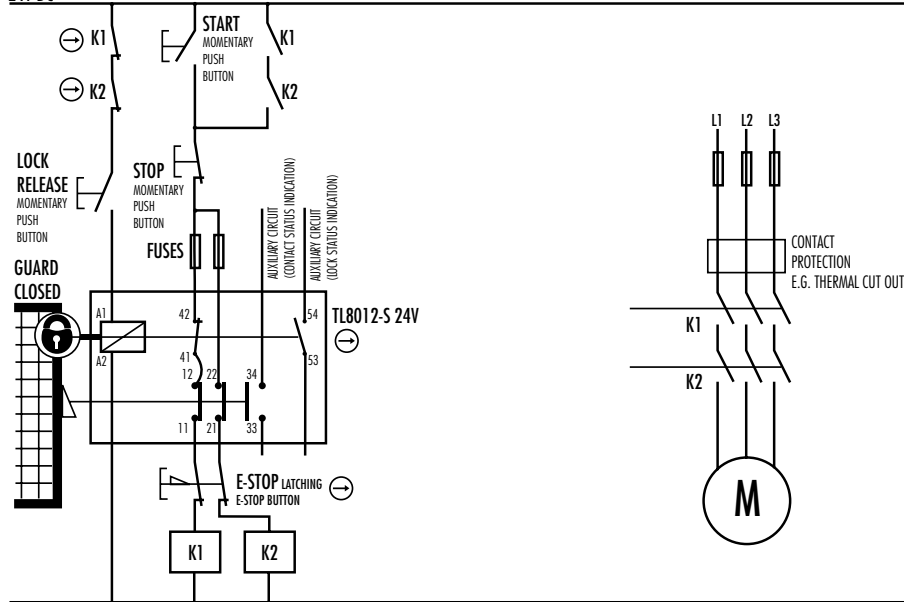 K1
K2
START
MOMENTARY
PUSH
BUTTON
K1
K2
LOCK
RELEASE
MOMENTARY
PUSH
BUTTON
STOP
MOMENTARY
PUSH
BUTTON
FUSES
AUXILIARY CIRCUIT
(CONTACT STATUS INDICATION)
AUXILIARY CIRCUIT
(LOCK STATUS INDICATION)
GUARD
CLOSED
A1
A2
42
41
12
22
34
11
21
33
54
53
TL8012-S 24V
E-STOP LATCHING
E-STOP BUTTON
K1
K2
L1 L2 L3
CONTACT
PROTECTION
E.G. THERMAL CUT OUT
K1
K2
M